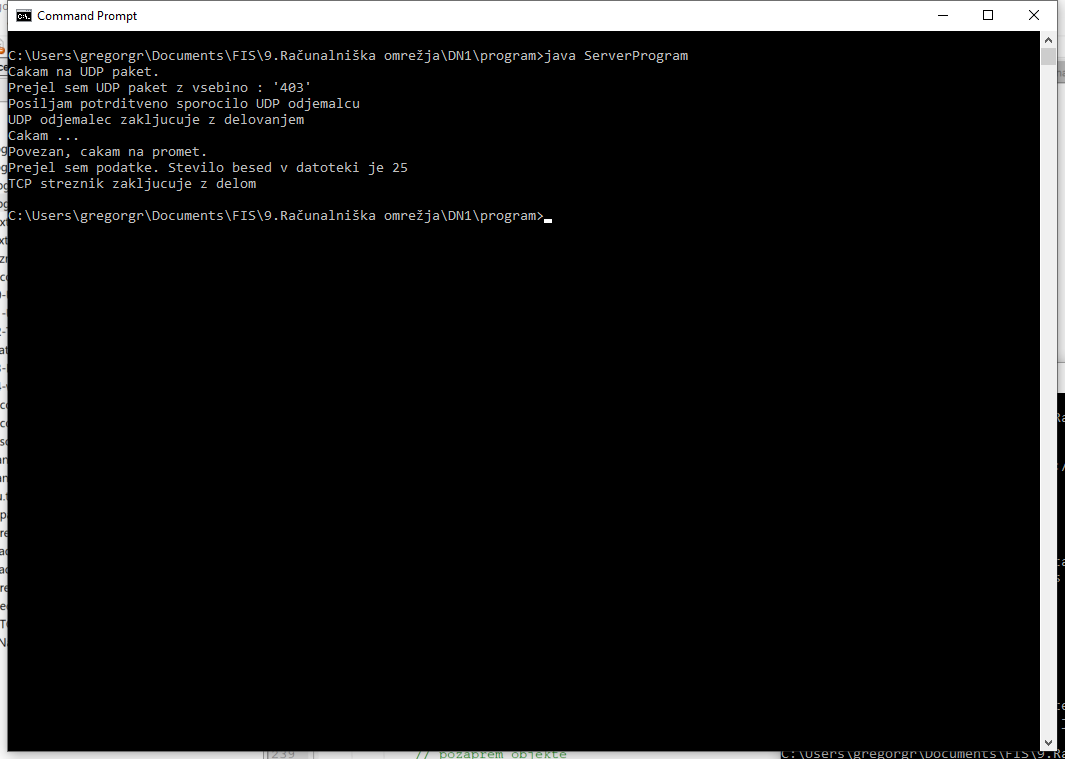 Command Prompt
C:\Users\gregorgr\Documents\FIS\9.Računalniška omrežja\DN1\program>java ServerProgram
Cakam na UDP paket.
Prejel sem UDP paket z vsebino : '403'
Posiljam potrditveno sporocilo UDP odjemalcu
UDP odjemalec zakljucuje z delovanjem
Cakam ...
Povezan, cakam na promet.
Prejel sem podatke. Stevilo besed v datoteki je 25
TCP streznik zakljucuje z delom
C:\Users\gregorgr\Documents\FIS\9.Računalniška omrežja\DN1\program>
239 // pozaprem objekte
C:\Users\gregorgr\Documents\FIS\9.Ra